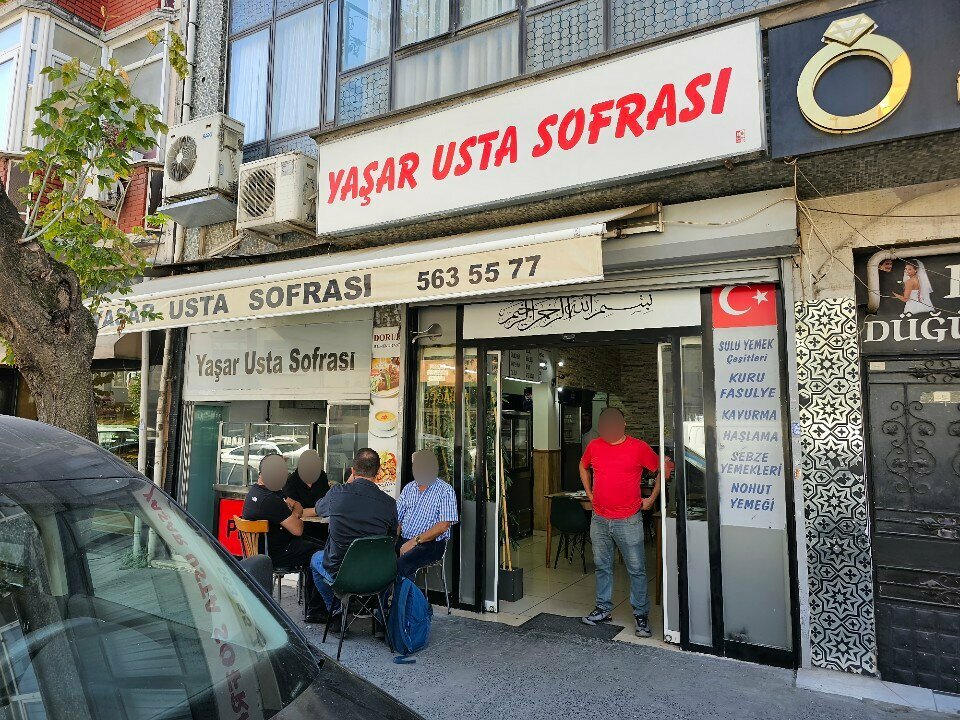 YAŞAR USTA SOFRASI
YAŞAR USTA SOFRASI 563 55 77
بسم الله الرحمن الرحيم
Yaşar Usta Sofrası
SULU YEMEK
Çeşitleri
KURU
FASULYE
KAVURMA
HAŞLAMA
SEBZE
YEMEKLERİ
NOHUT
YEMEĞİ
DÜĞÜ